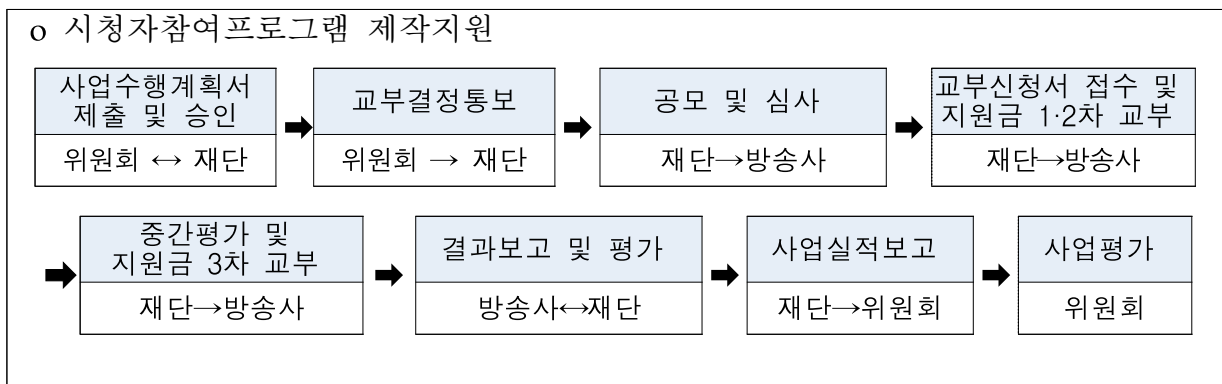 o 시청자참여프로그램 제작지원
사업수행계획서
제출 및 승인
위원회 ↔ 재단
교부결정통보
위원회 → 재단
공모 및 심사
재단→방송사
교부신청서 접수 및
지원금 1·2차 교부
재단→방송사
중간평가 및
지원금 3차 교부
재단→방송사
결과보고 및 평가
방송사↔재단
사업실적보고
재단→위원회
사업평가
위원회